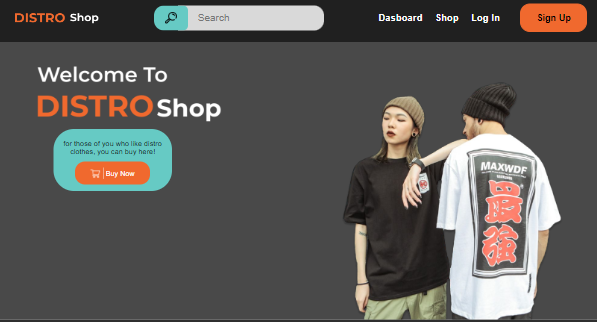 DISTRO Shop
Search
Dasboard Shop Log In
Sign Up
Welcome To
DISTRO Shop
for those of you who like distro
clothes, you can buy here!
Buy Now
MAXWDF
最強